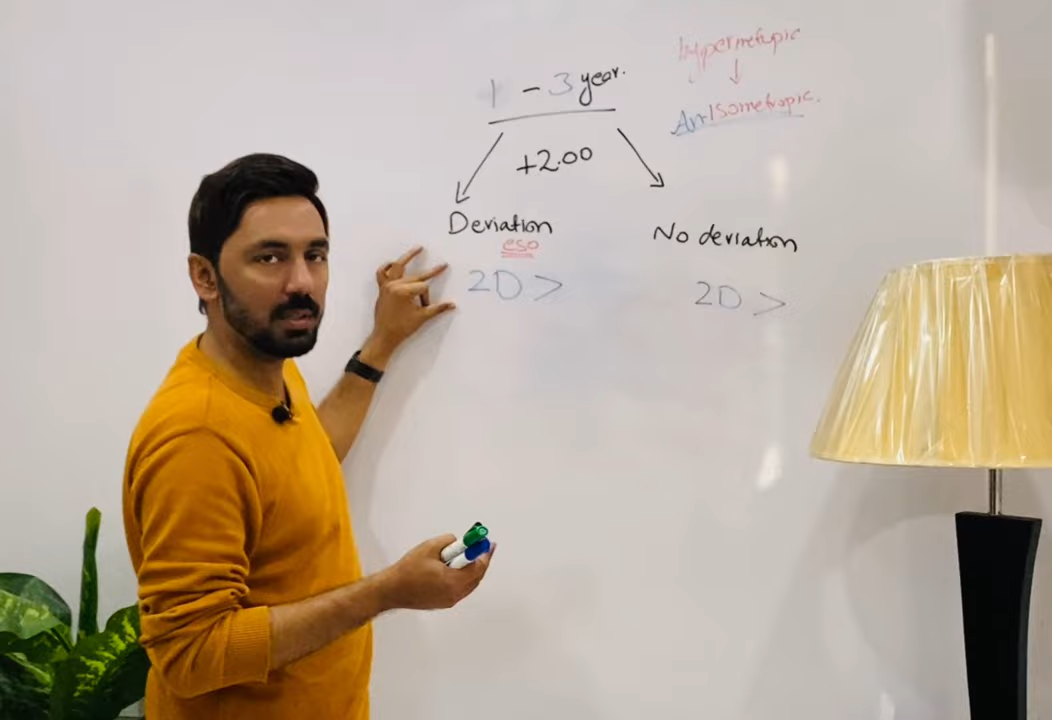 Hypermetropic
↓
Anisometropic.
1 - 3 year.
+2.00
Deviation
eso
2D >
No deviation
2D >